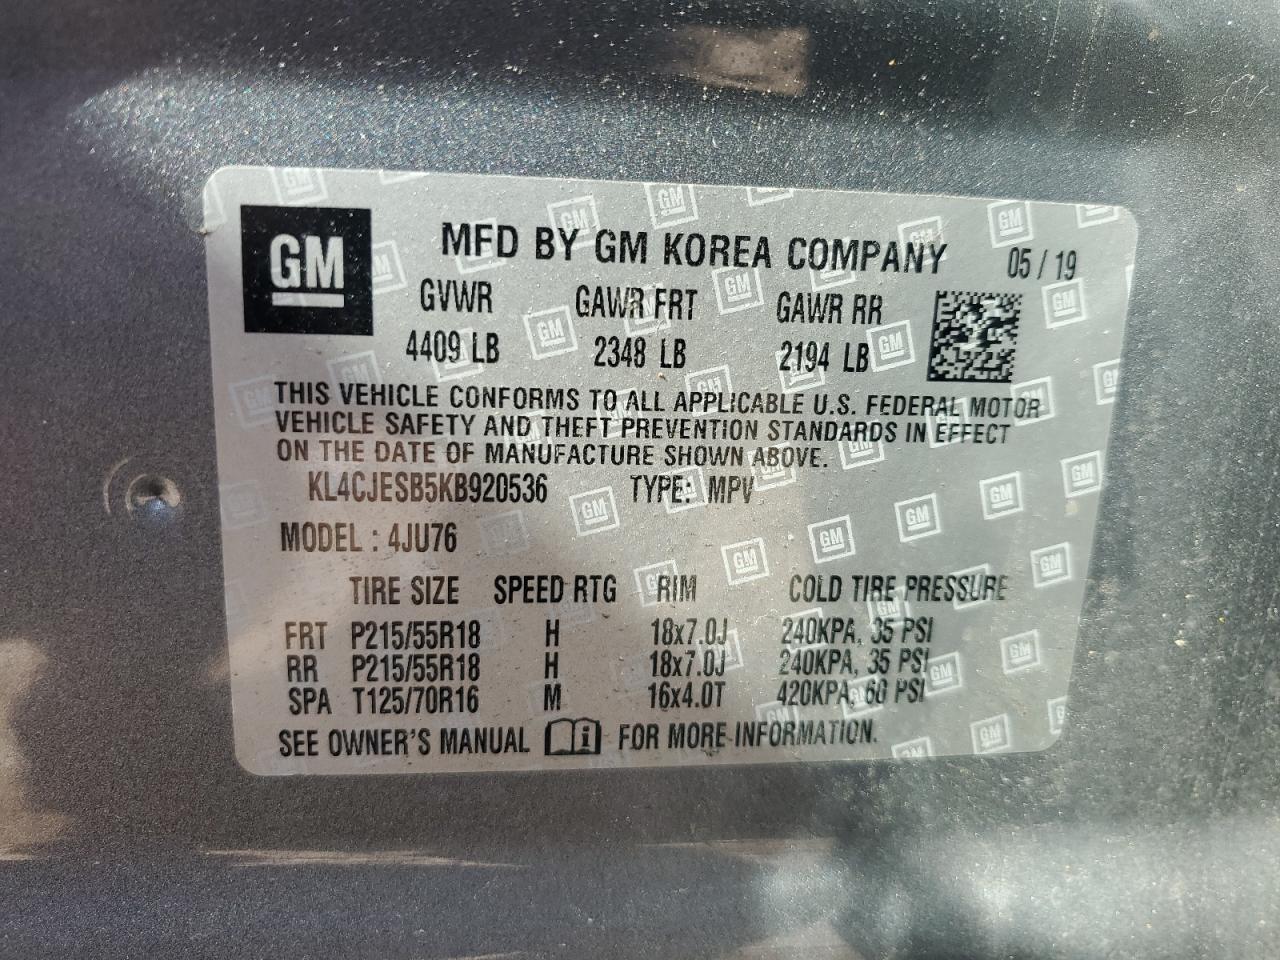 GM
MFD BY GM KOREA COMPANY 05/19
GVWR GAWR FRT GAWR RR
4409 LB 2348 LB 2194 LB
THIS VEHICLE CONFORMS TO ALL APPLICABLE U.S. FEDERAL MOTOR
VEHICLE SAFETY AND THEFT PREVENTION STANDARDS IN EFFECT
ON THE DATE OF MANUFACTURE SHOWN ABOVE.
KL4CJESB5KB920536 TYPE: MPV
MODEL : 4JU76
TIRE SIZE SPEED RTG RIM COLD TIRE PRESSURE
FRT P215/55R18 H 18x7.0J 240KPA, 35 PSI
RR P215/55R18 H 18x7.0J 240KPA, 35 PSI
SPA T125/70R16 M 16x4.0T 420KPA, 60 PSI
SEE OWNER'S MANUAL FOR MORE INFORMATION.